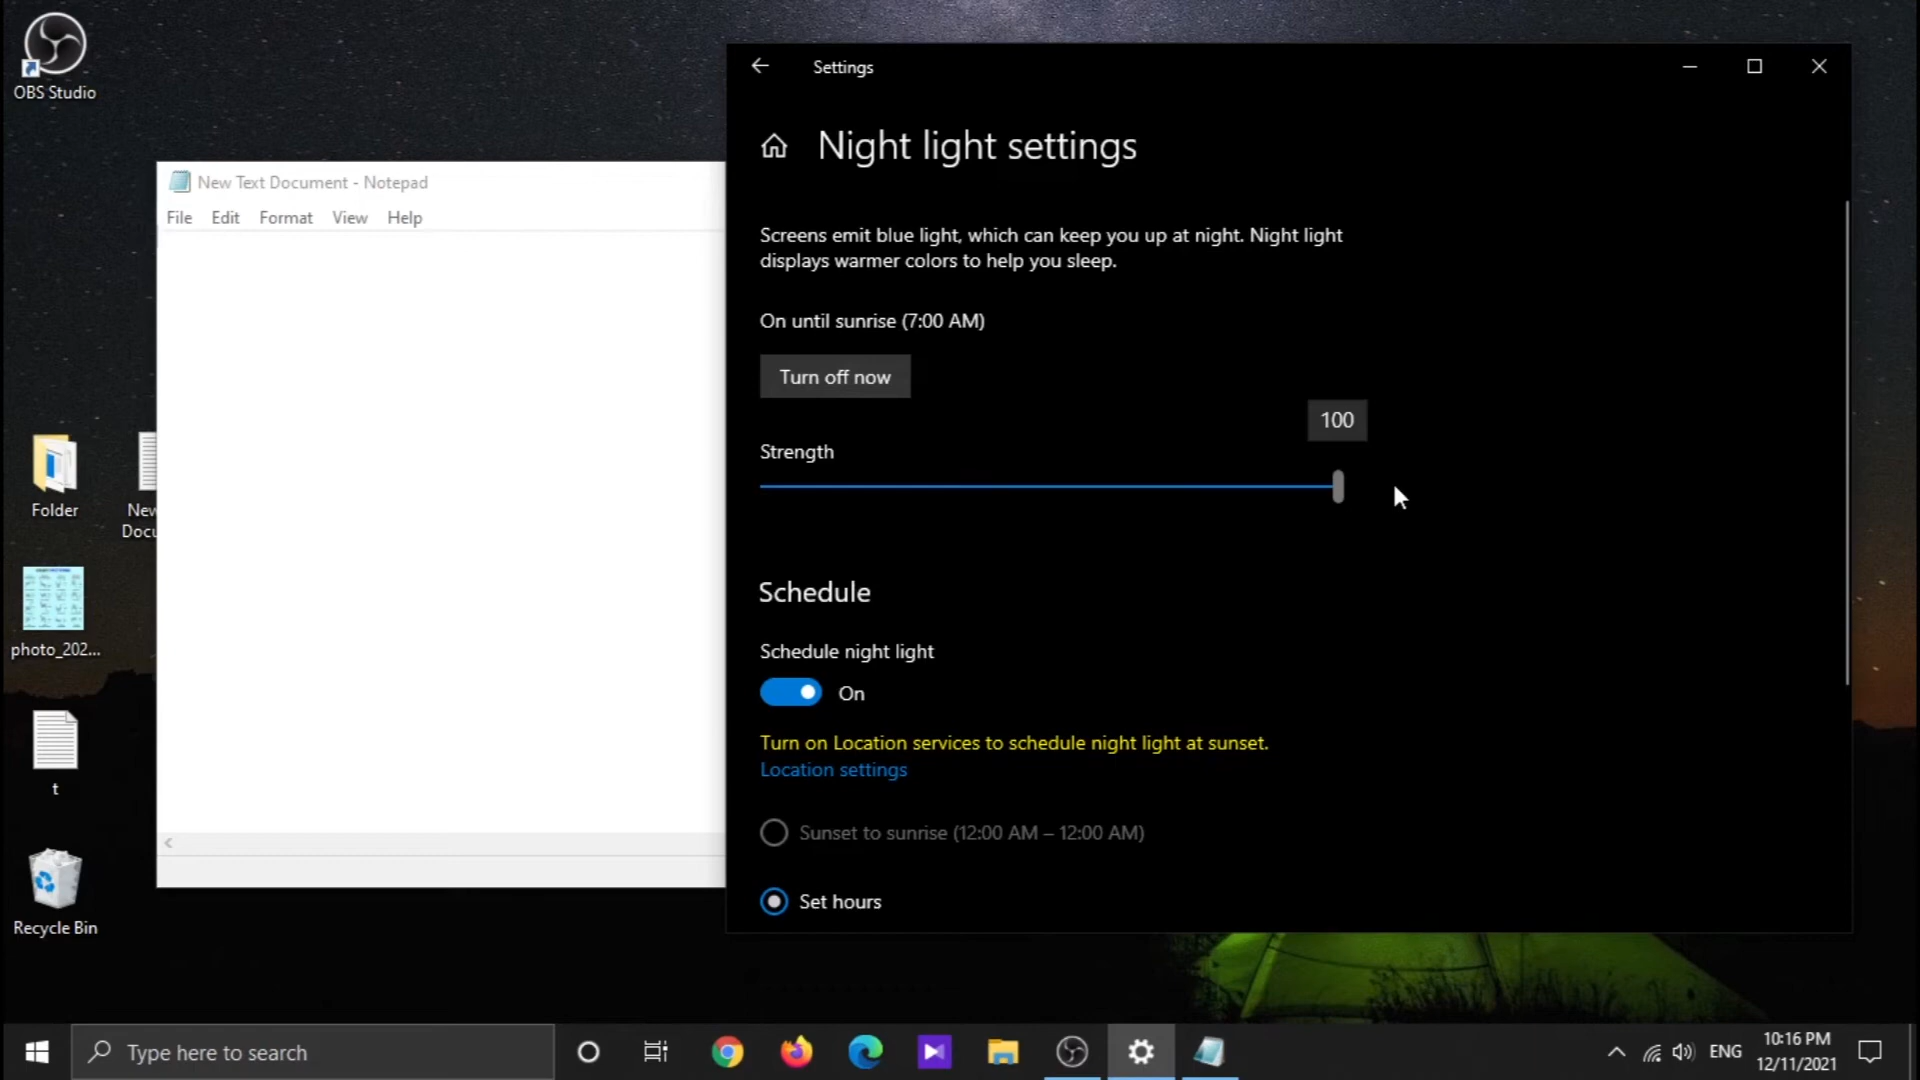 OBS Studio
Settings
Night light settings
New Text Document - Notepad
File Edit Format View Help
Screens emit blue light, which can keep you up at night. Night light
displays warmer colors to help you sleep.
On until sunrise (7:00 AM)
Turn off now
100
Strength
Folder
New
Docu
photo_202...
t
Recycle Bin
Schedule
Schedule night light
On
Turn on Location services to schedule night light at sunset.
Location settings
Sunset to sunrise (12:00 AM – 12:00 AM)
Set hours
Type here to search
ENG
10:16 PM
12/11/2021